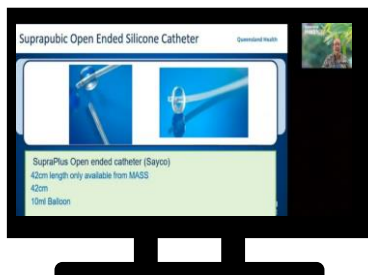 Suprapubic Open Ended Silicone Catheter
Queensland Health
SupraPlus Open ended catheter (Sayco)
42cm length only available from MASS
42cm
10ml Balloon